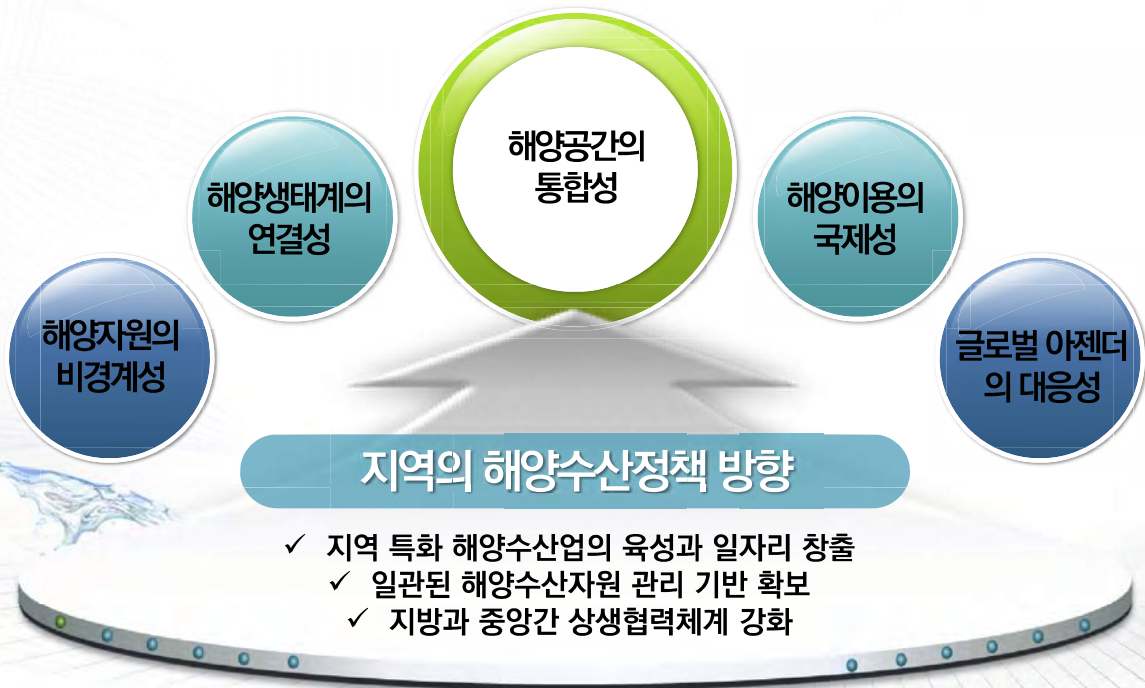 해양공간의
통합성
해양생태계의
연결성
해양이용의
국제성
해양자원의
비경계성
글로벌 아젠더
의 대응성
지역의 해양수산정책 방향
✓ 지역 특화 해양수산업의 육성과 일자리 창출
✓ 일관된 해양수산자원 관리 기반 확보
✓ 지방과 중앙간 상생협력체계 강화